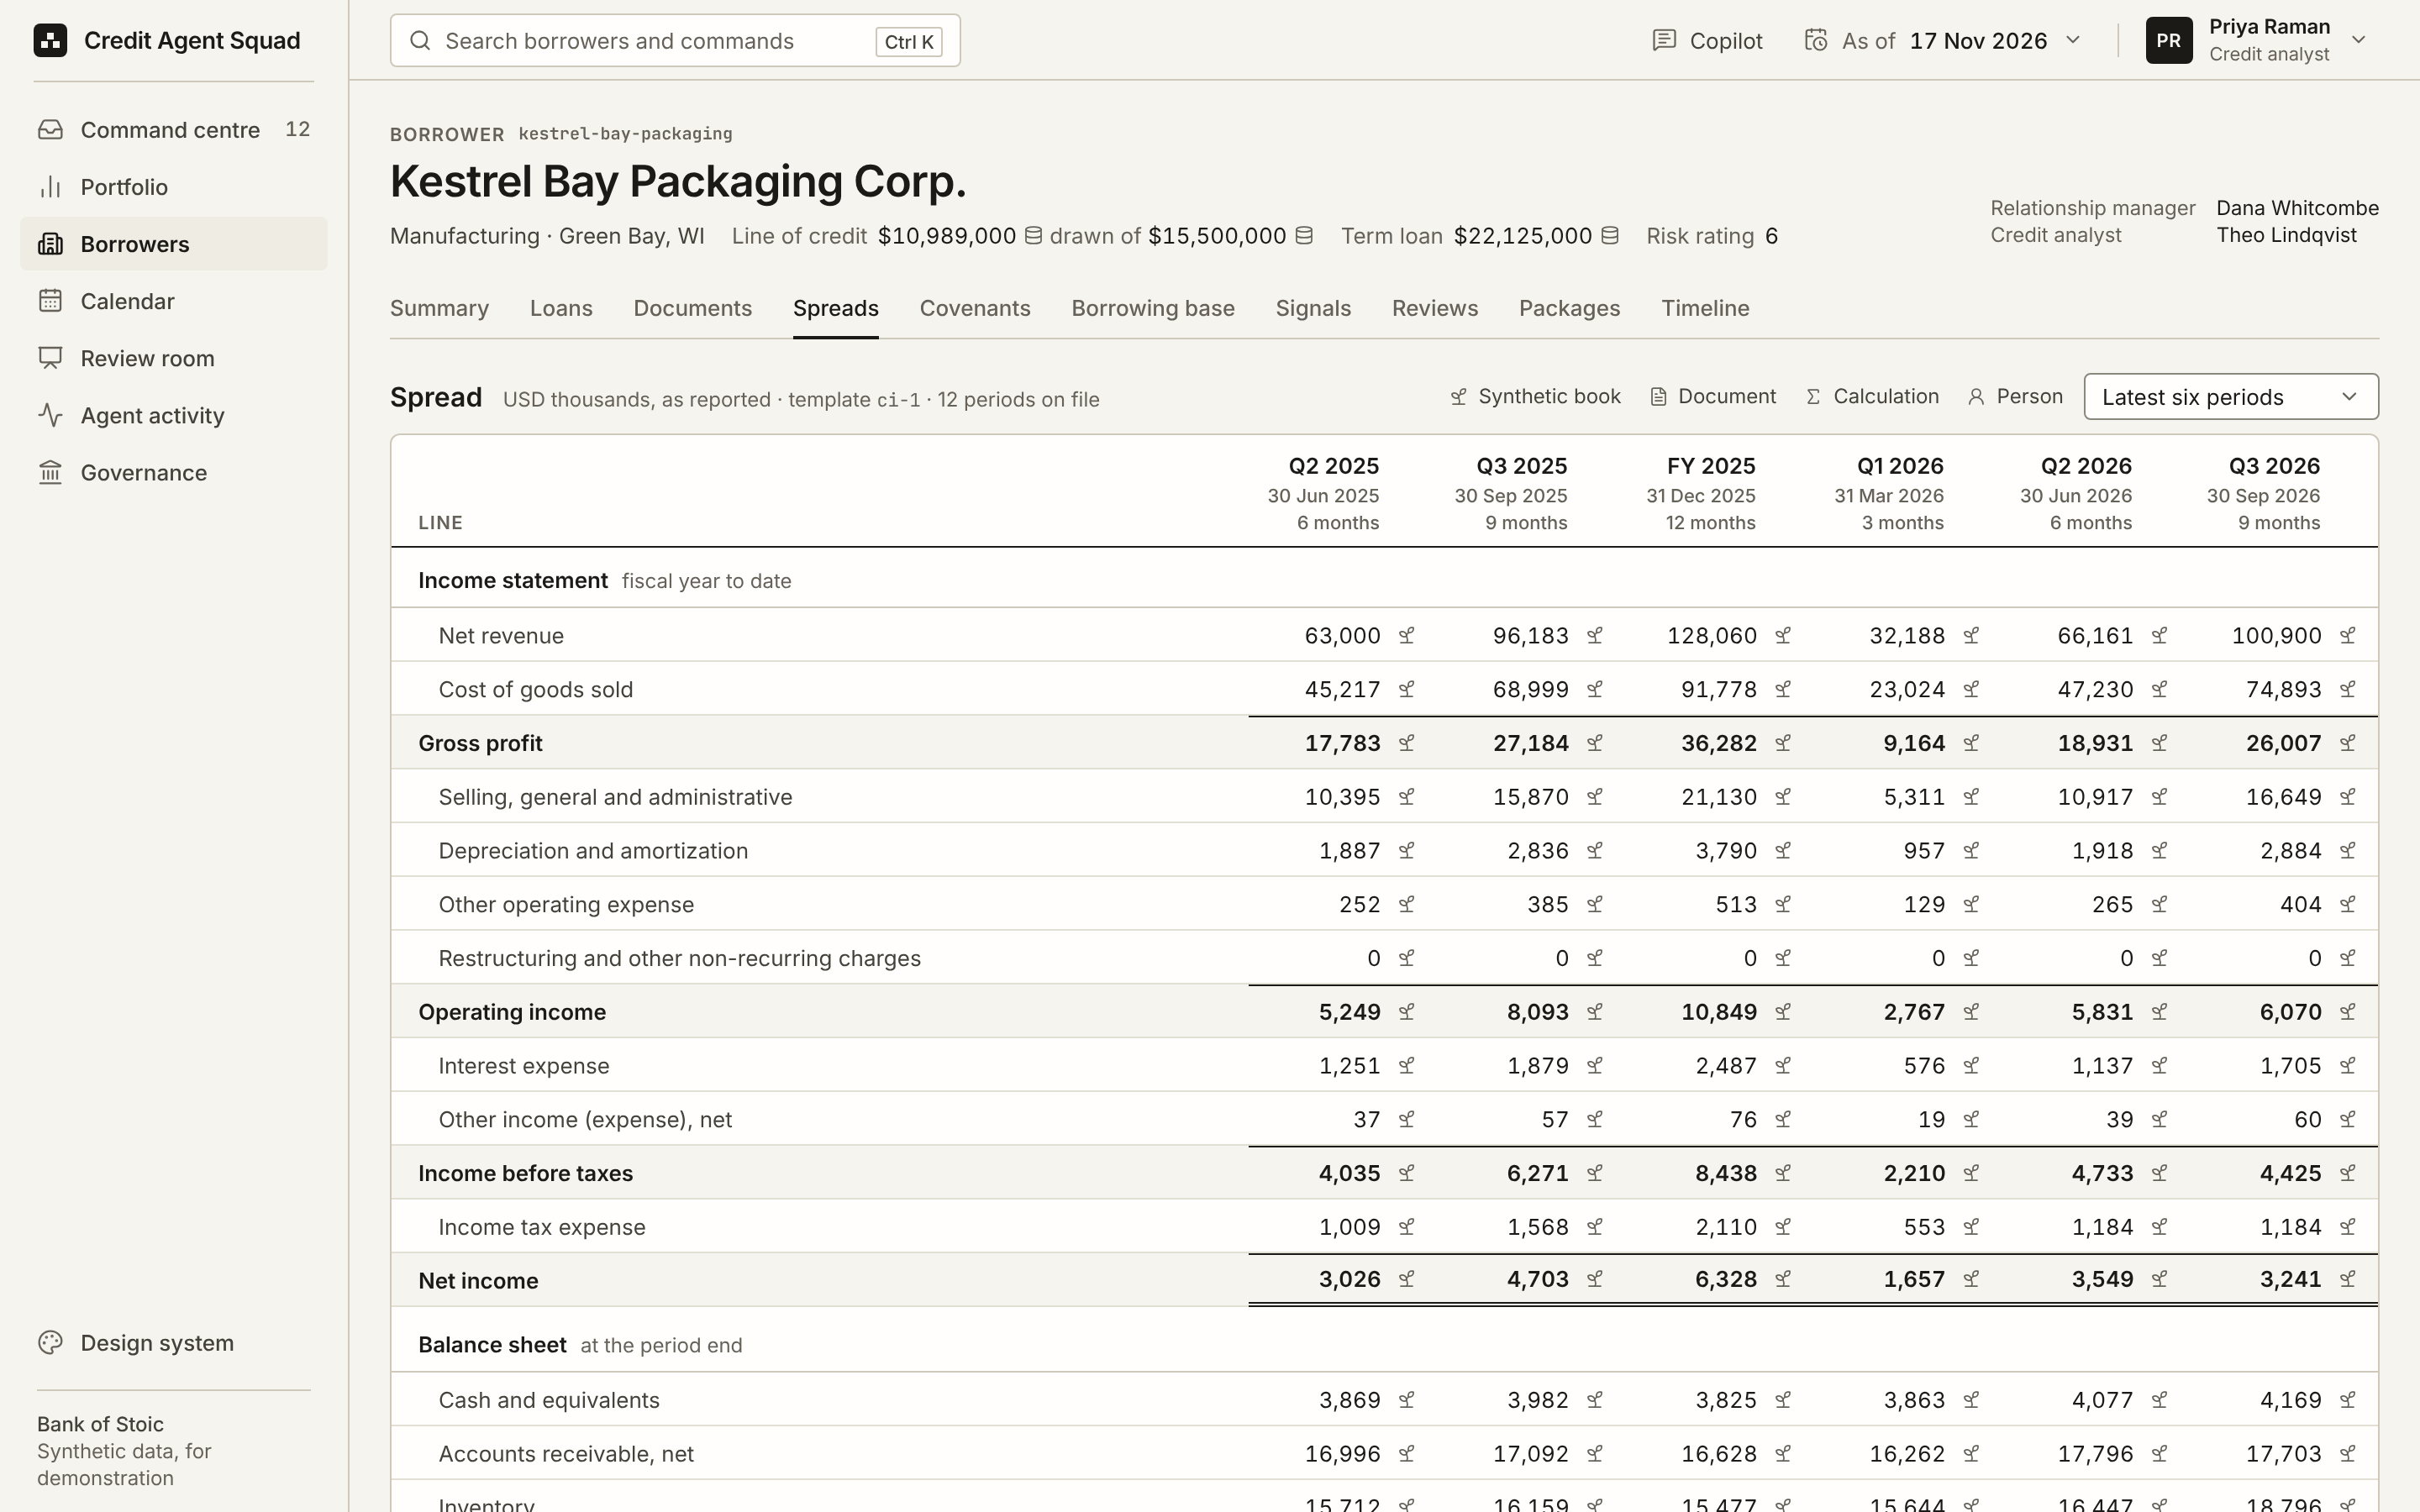 Credit Agent Squad
Search borrowers and commands Ctrl K
Copilot
As of 17 Nov 2026
PR
Priya Raman
Credit analyst
Command centre 12
Portfolio
Borrowers
Calendar
Review room
Agent activity
Governance
Design system
Bank of Stoic
Synthetic data, for
demonstration
BORROWER kestrel-bay-packaging
Kestrel Bay Packaging Corp.
Manufacturing · Green Bay, WI Line of credit $10,989,000 drawn of $15,500,000 Term loan $22,125,000 Risk rating 6
Relationship manager Dana Whitcombe
Credit analyst Theo Lindqvist
Summary Loans Documents Spreads Covenants Borrowing base Signals Reviews Packages Timeline
Spread USD thousands, as reported · template ci-1 · 12 periods on file
Synthetic book Document Calculation Person Latest six periods
Q2 2025 Q3 2025 FY 2025 Q1 2026 Q2 2026 Q3 2026
30 Jun 2025 30 Sep 2025 31 Dec 2025 31 Mar 2026 30 Jun 2026 30 Sep 2026
LINE 6 months 9 months 12 months 3 months 6 months 9 months
Income statement fiscal year to date
Net revenue 63,000 96,183 128,060 32,188 66,161 100,900
Cost of goods sold 45,217 68,999 91,778 23,024 47,230 74,893
Gross profit 17,783 27,184 36,282 9,164 18,931 26,007
Selling, general and administrative 10,395 15,870 21,130 5,311 10,917 16,649
Depreciation and amortization 1,887 2,836 3,790 957 1,918 2,884
Other operating expense 252 385 513 129 265 404
Restructuring and other non-recurring charges 0 0 0 0 0 0
Operating income 5,249 8,093 10,849 2,767 5,831 6,070
Interest expense 1,251 1,879 2,487 576 1,137 1,705
Other income (expense), net 37 57 76 19 39 60
Income before taxes 4,035 6,271 8,438 2,210 4,733 4,425
Income tax expense 1,009 1,568 2,110 553 1,184 1,184
Net income 3,026 4,703 6,328 1,657 3,549 3,241
Balance sheet at the period end
Cash and equivalents 3,869 3,982 3,825 3,863 4,077 4,169
Accounts receivable, net 16,996 17,092 16,628 16,262 17,796 17,703
Inventory 15,712 16,159 15,477 15,644 16,447 18,796